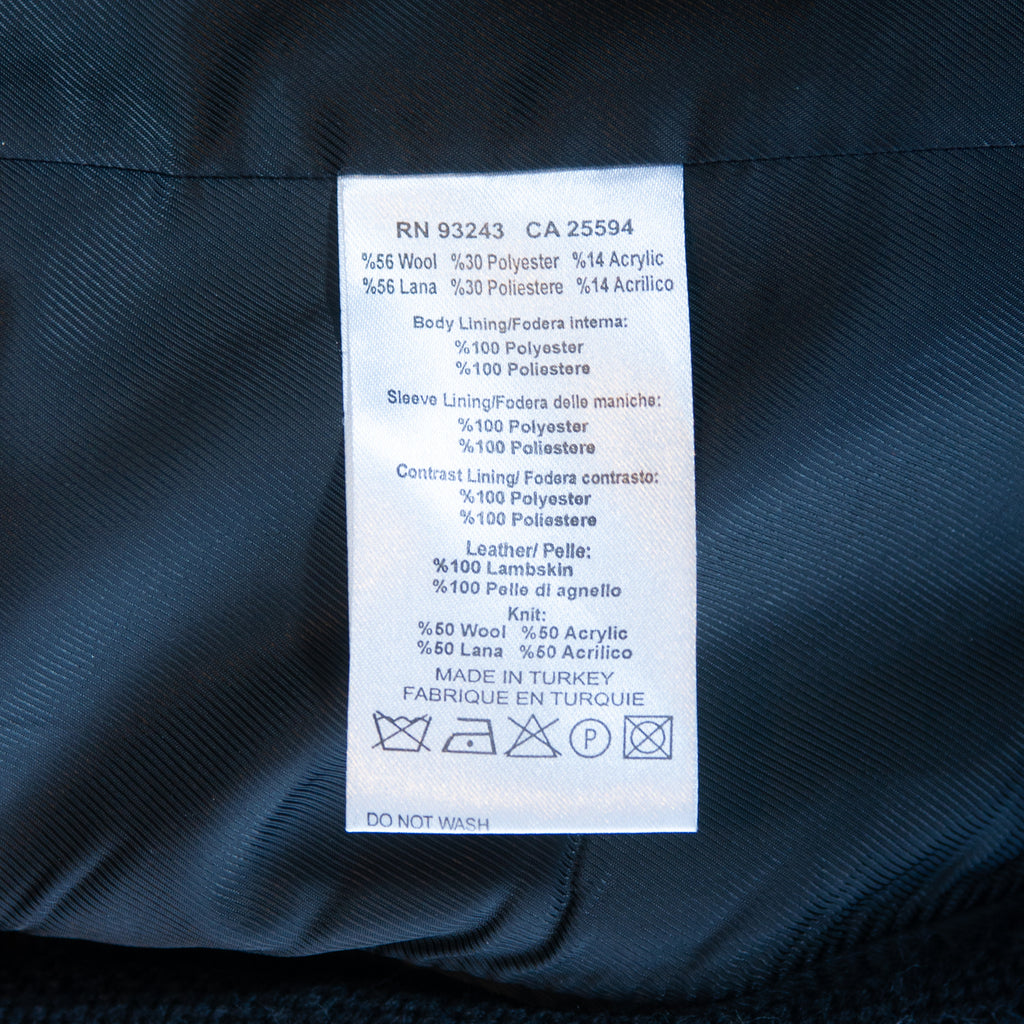 RN 93243 CA 25594
%56 Wool %30 Polyester %14 Acrylic
%56 Lana %30 Poliestere %14 Acrilico
Body Lining/Fodera interna:
%100 Polyester
%100 Poliestere
Sleeve Lining/Fodera delle maniche:
%100 Polyester
%100 Poliestere
Contrast Lining/ Fodera contrasto:
%100 Polyester
%100 Poliestere
Leather/ Pelle:
%100 Lambskin
%100 Pelle di agnello
Knit:
%50 Wool %50 Acrylic
%50 Lana %50 Acrilico
MADE IN TURKEY
FABRIQUE EN TURQUIE
P
DO NOT WASH